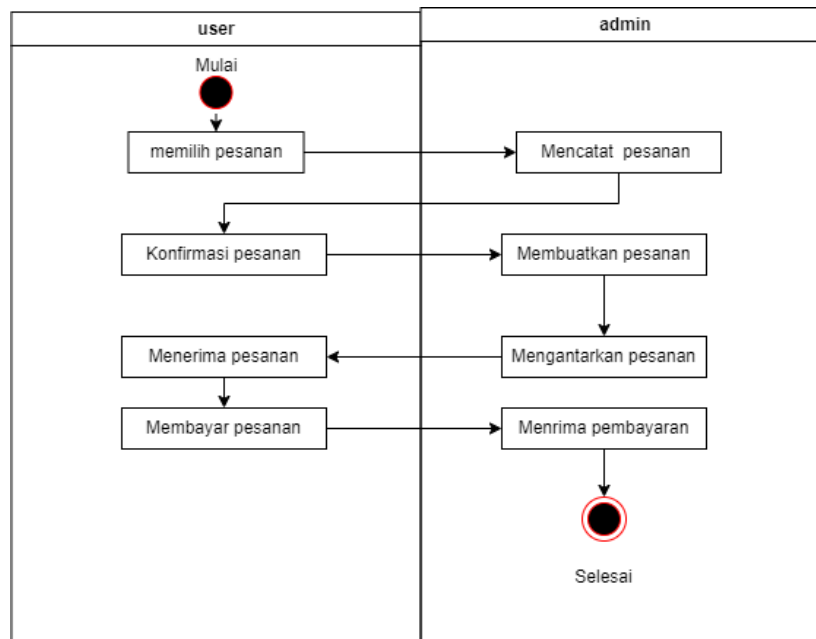 user
admin
Mulai
memilih pesanan
Mencatat pesanan
Konfirmasi pesanan
Membuatkan pesanan
Menerima pesanan
Mengantarkan pesanan
Membayar pesanan
Menrima pembayaran
Selesai